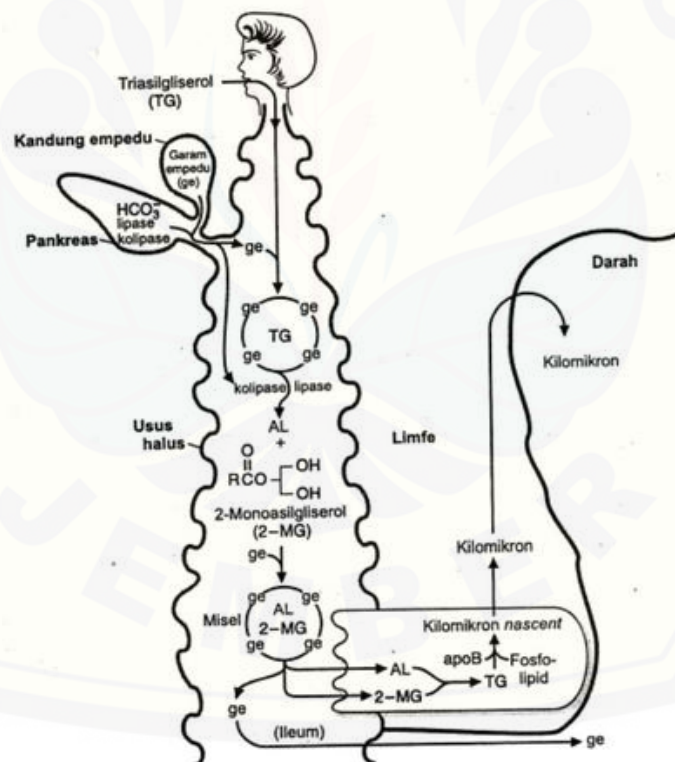 Triasilgliserol
(TG)
Kandung empedu
Garam
empedu
(ge)
HCO3-
lipase
kolipase
Pankreas
ge
Darah
ge ge
TG
ge ge
Kilomikron
kolipase lipase
AL
+
Usus
halus
Limfe
O
RCO
OH
OH
2-Monoasilgliserol
(2-MG)
ge
Kilomikron
ge ge
AL
2-MG
ge ge
Misel
Kilomikron nascent
apoB
Fosfo-
lipid
AL
TG
2-MG
ge
(Ileum)
ge
JEMBER